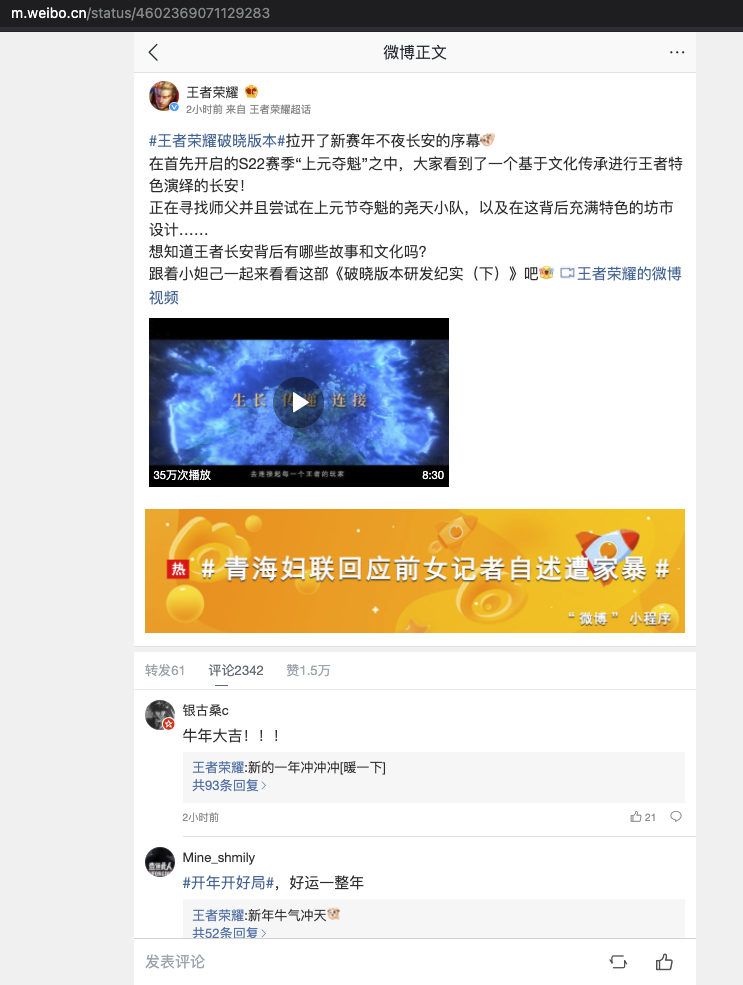 m.weibo.cn/status/4602369071129283
微博正文
王者荣耀
2小时前 来自 王者荣耀超话
#王者荣耀破晓版本#拉开了新赛年不夜长安的序幕
在首先开启的S22赛季“上元夺魁”之中，大家看到了一个基于文化传承进行王者特
色演绎的长安！
正在寻找师父并且尝试在上元节夺魁的尧天小队，以及在这背后充满特色的坊市
设计……
想知道王者长安背后有哪些故事和文化吗?
跟着小妲己一起来看看这部《破晓版本研发纪实（下）》吧 王者荣耀的微博
视频
生长 传递 连接
去连接起每一个王者的玩家
35万次播放 8:30
热 #青海妇联回应前女记者自述遭家暴#
“微博”小程序
转发61 评论2342 赞1.5万
银古桑c
牛年大吉！！！
王者荣耀:新的一年冲冲冲[暖一下]
共93条回复
2小时前 21
Mine_shmily
#开年开好局#，好运一整年
王者荣耀:新年牛气冲天
共52条回复
发表评论